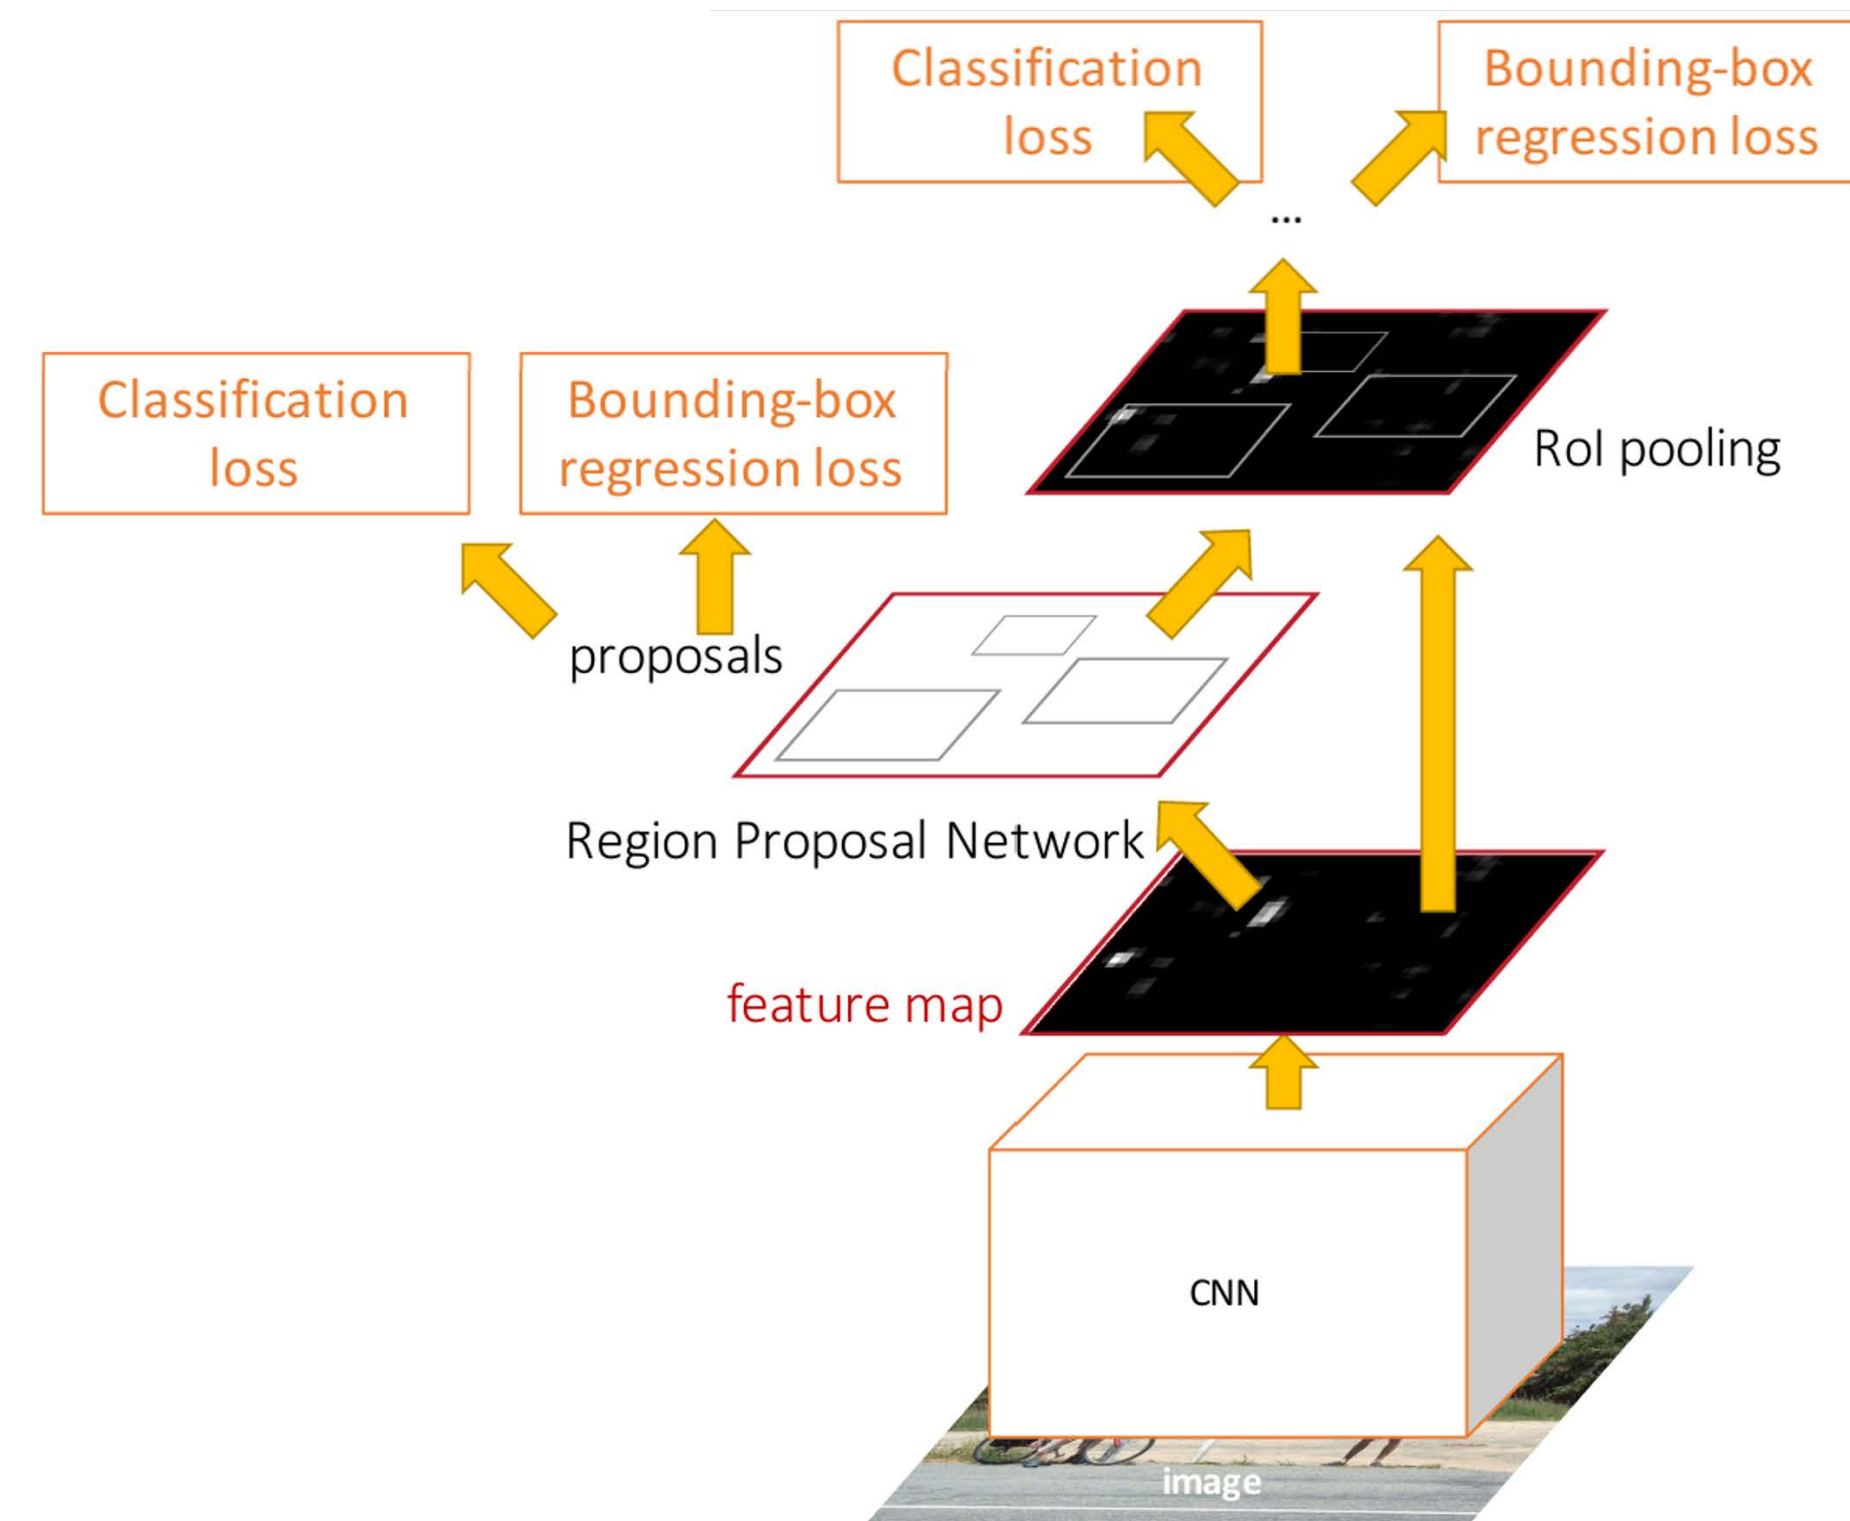 Classification
loss
Bounding-box
regression loss
...
Classification
loss
Bounding-box
regression loss
RoI pooling
proposals
Region Proposal Network
feature map
CNN
image